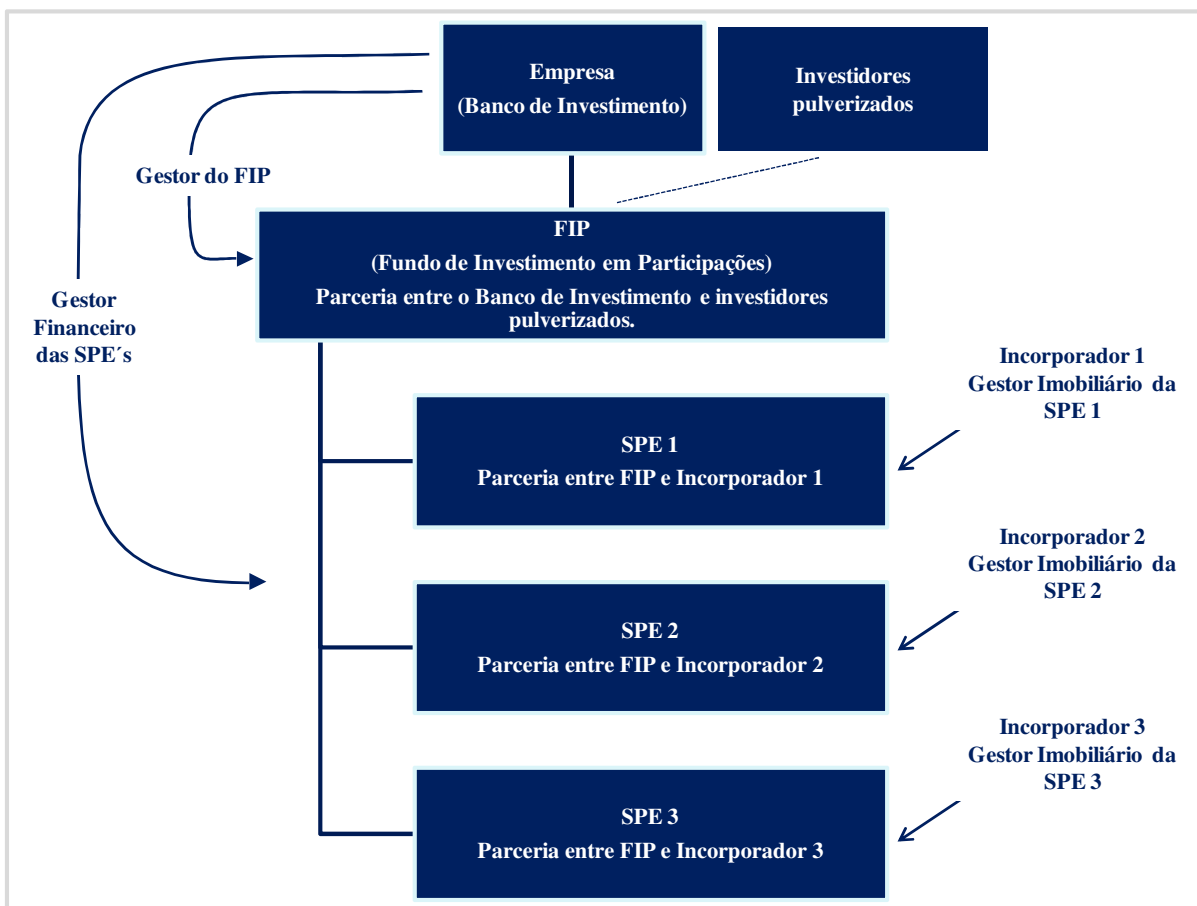 Empresa
(Banco de Investimento)
Investidores
pulverizados
Gestor do FIP
FIP
(Fundo de Investimento em Participações)
Parceria entre o Banco de Investimento e investidores
pulverizados.
Gestor
Financeiro
das SPE´s
Incorporador 1
Gestor Imobiliário da
SPE 1
SPE 1
Parceria entre FIP e Incorporador 1
Incorporador 2
Gestor Imobiliário da
SPE 2
SPE 2
Parceria entre FIP e Incorporador 2
Incorporador 3
Gestor Imobiliário da
SPE 3
SPE 3
Parceria entre FIP e Incorporador 3